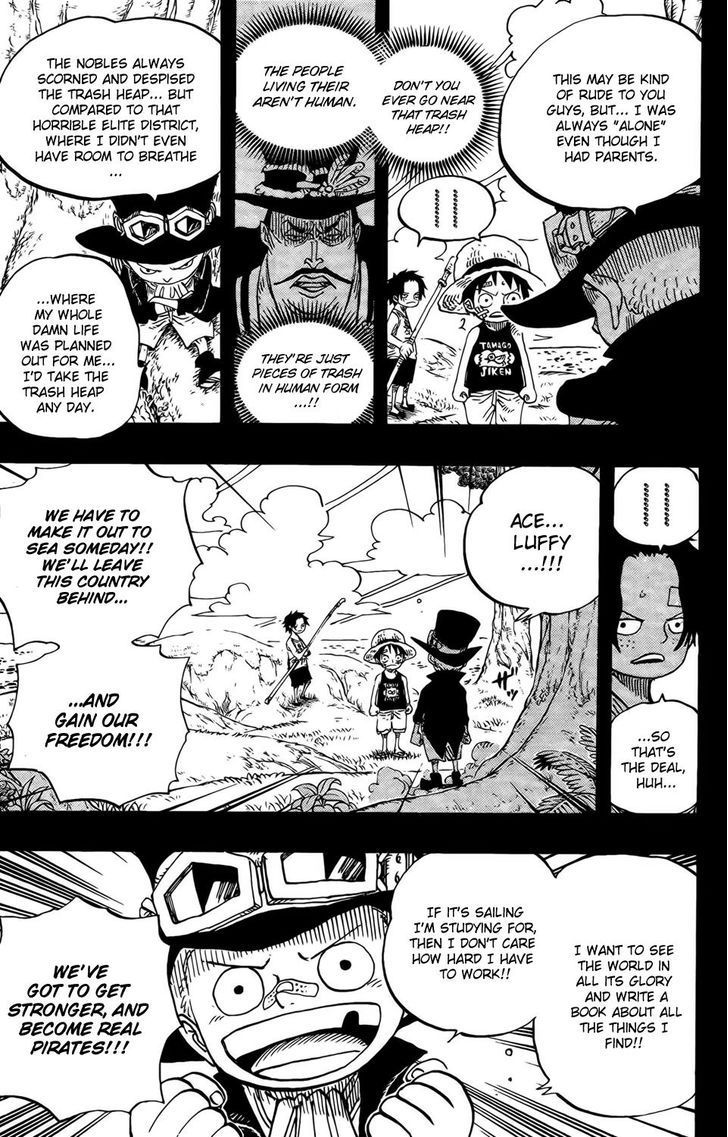 THIS MAY BE KIND
OF RUDE TO YOU
GUYS, BUT... I WAS
ALWAYS "ALONE"
EVEN THOUGH I
HAD PARENTS.
!!
TAMAGO
JIKEN
DON'T YOU
EVER GO NEAR
THAT TRASH
HEAP!!
THE PEOPLE
LIVING THEIR
AREN'T HUMAN.
THEY'RE JUST
PIECES OF TRASH
IN HUMAN FORM
...!!
THE NOBLES ALWAYS
SCORNED AND DESPISED
THE TRASH HEAP... BUT
COMPARED TO THAT
HORRIBLE ELITE DISTRICT,
WHERE I DIDN'T EVEN
HAVE ROOM TO BREATHE
...
...WHERE
MY WHOLE
DAMN LIFE
WAS PLANNED
OUT FOR ME...
I'D TAKE THE
TRASH HEAP
ANY DAY.
...SO
THAT'S
THE DEAL,
HUH...
ACE...
LUFFY
...!!!
WE HAVE TO
MAKE IT OUT TO
SEA SOMEDAY!!
WE'LL LEAVE
THIS COUNTRY
BEHIND...
...AND
GAIN OUR
FREEDOM!!!
I WANT TO SEE
THE WORLD IN
ALL ITS GLORY
AND WRITE A
BOOK ABOUT ALL
THE THINGS I
FIND!!
IF IT'S SAILING
I'M STUDYING FOR,
THEN I DON'T CARE
HOW HARD I HAVE
TO WORK!!
WE'VE
GOT TO GET
STRONGER, AND
BECOME REAL
PIRATES!!!